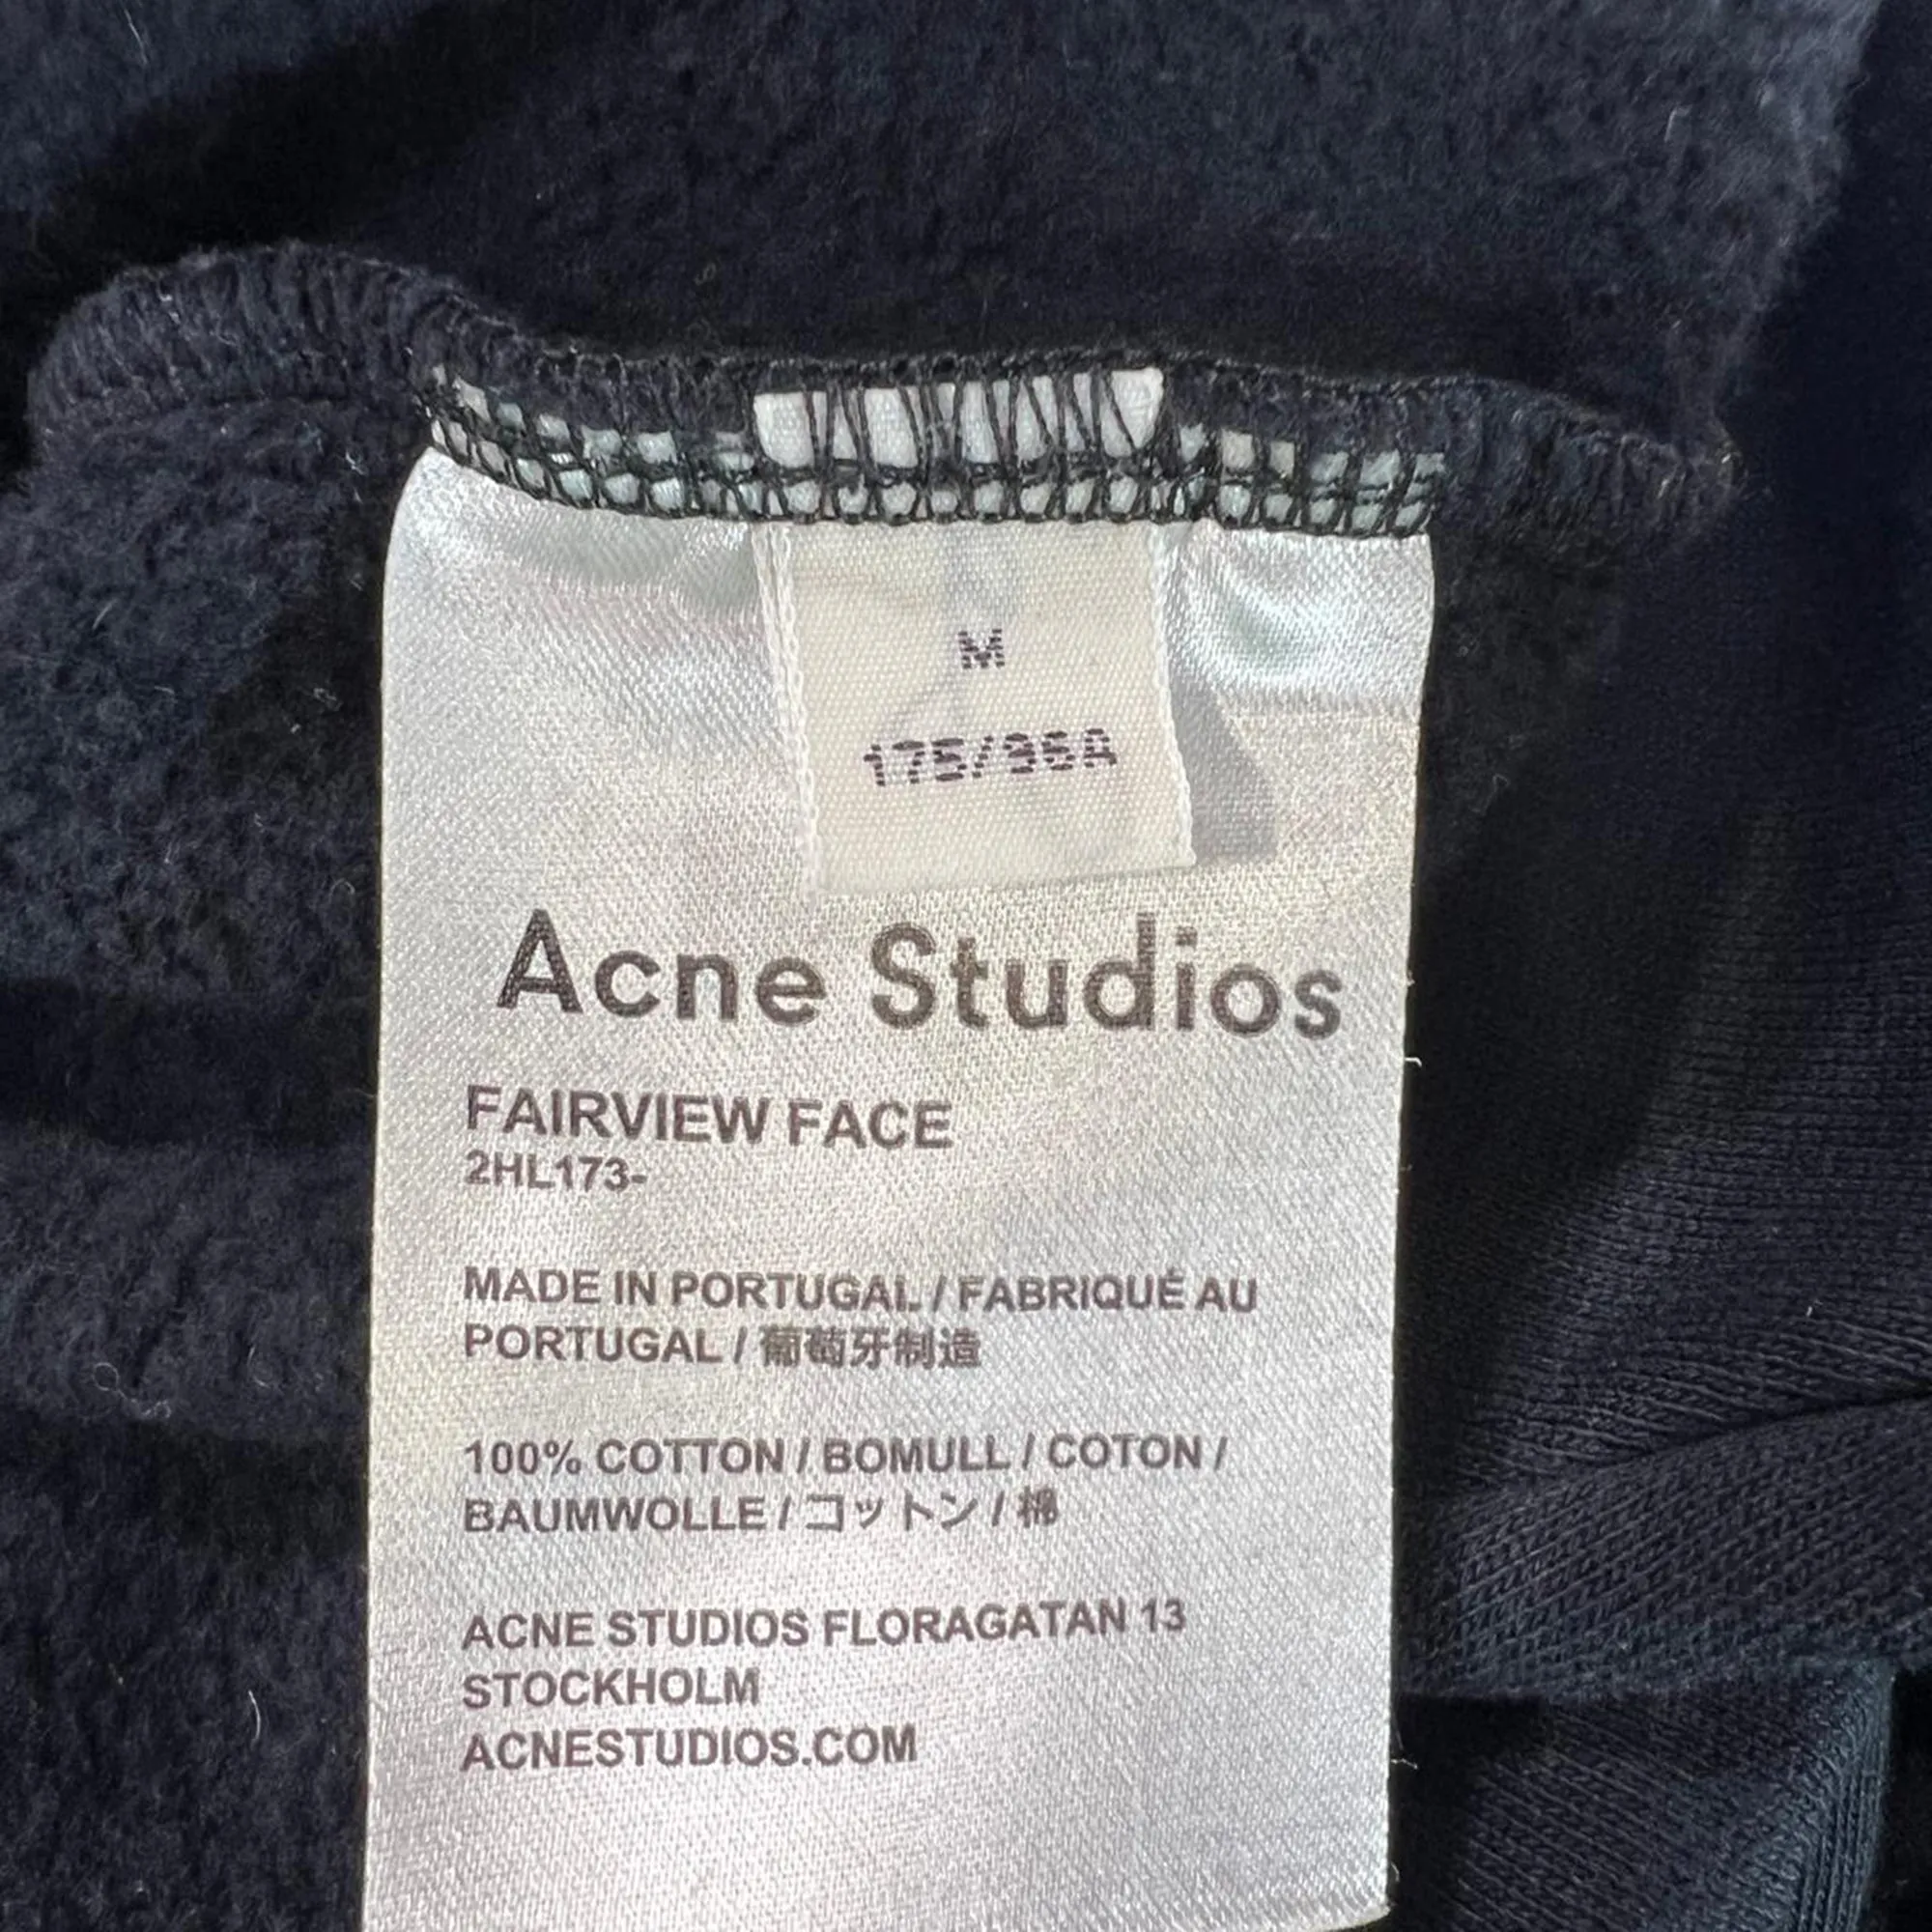 M
175/96A
Acne Studios
FAIRVIEW FACE
2HL173-
MADE IN PORTUGAL / FABRIQUÉ AU
PORTUGAL / 葡萄牙制造
100% COTTON / BOMULL / COTON /
BAUMWOLLE / コットン / 棉
ACNE STUDIOS FLORAGATAN 13
STOCKHOLM
ACNESTUDIOS.COM